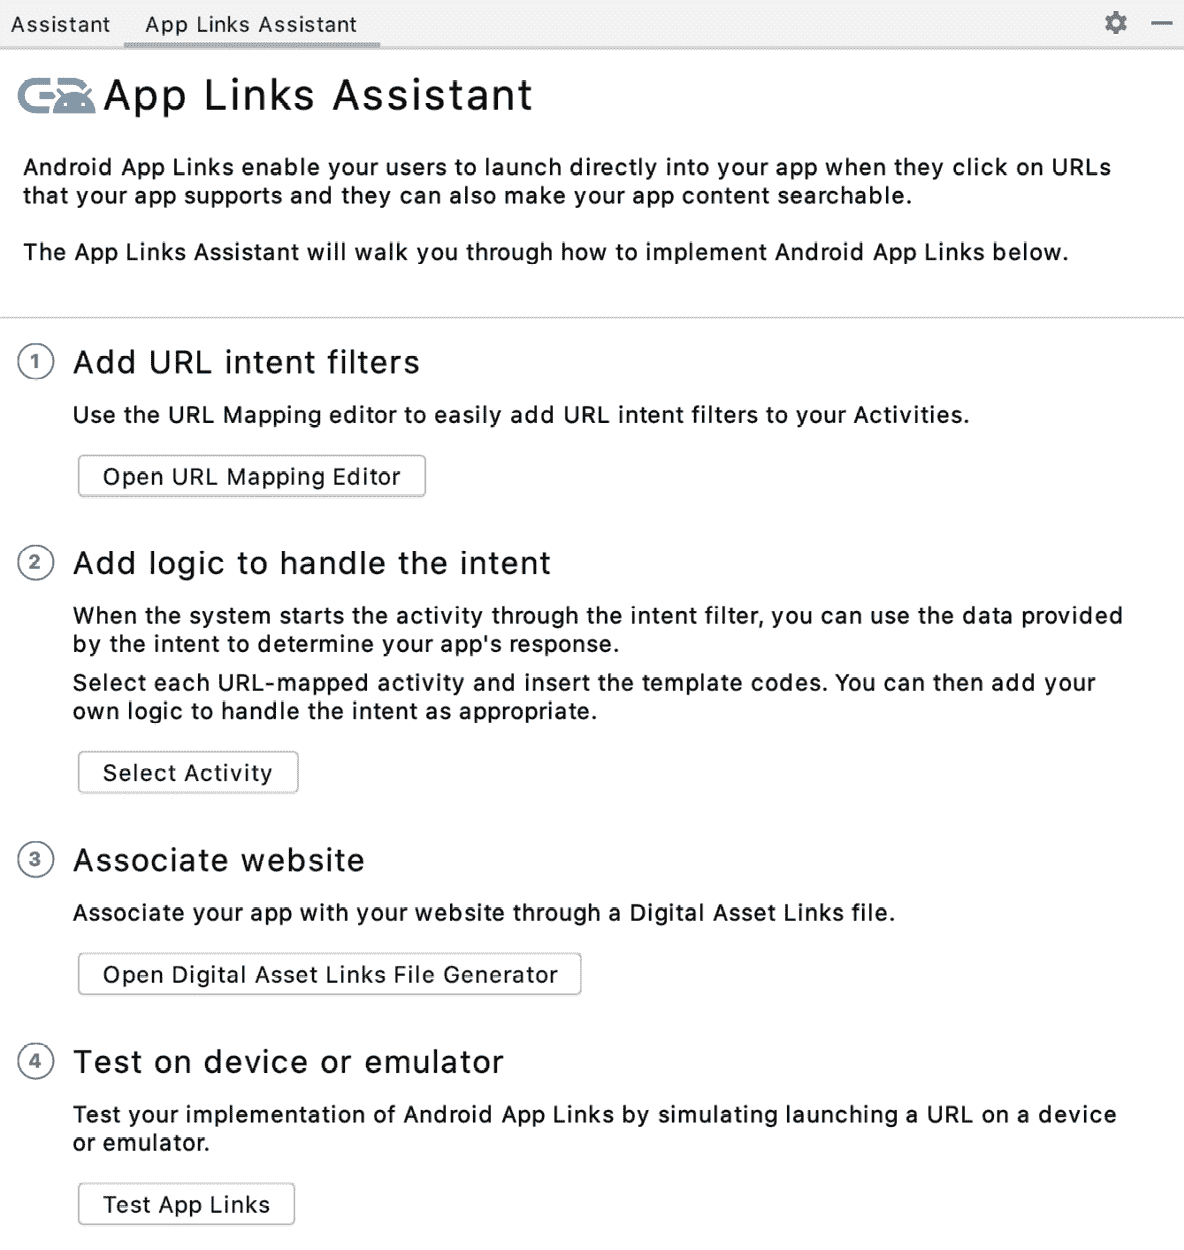 Assistant App Links Assistant
App Links Assistant
Android App Links enable your users to launch directly into your app when they click on URLs
that your app supports and they can also make your app content searchable.
The App Links Assistant will walk you through how to implement Android App Links below.
1 Add URL intent filters
Use the URL Mapping editor to easily add URL intent filters to your Activities.
Open URL Mapping Editor
2 Add logic to handle the intent
When the system starts the activity through the intent filter, you can use the data provided
by the intent to determine your app's response.
Select each URL-mapped activity and insert the template codes. You can then add your
own logic to handle the intent as appropriate.
Select Activity
3 Associate website
Associate your app with your website through a Digital Asset Links file.
Open Digital Asset Links File Generator
4 Test on device or emulator
Test your implementation of Android App Links by simulating launching a URL on a device
or emulator.
Test App Links